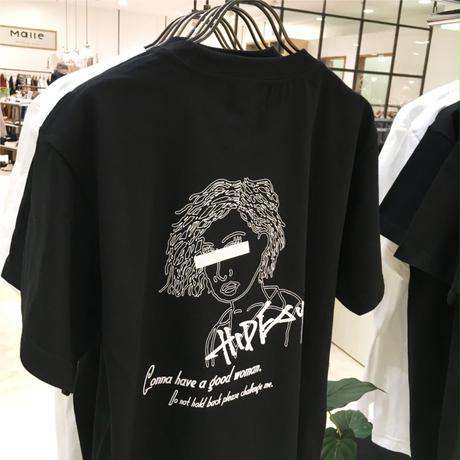 Malle
Gonna have a good woman.
Do not hold back please challenge me.